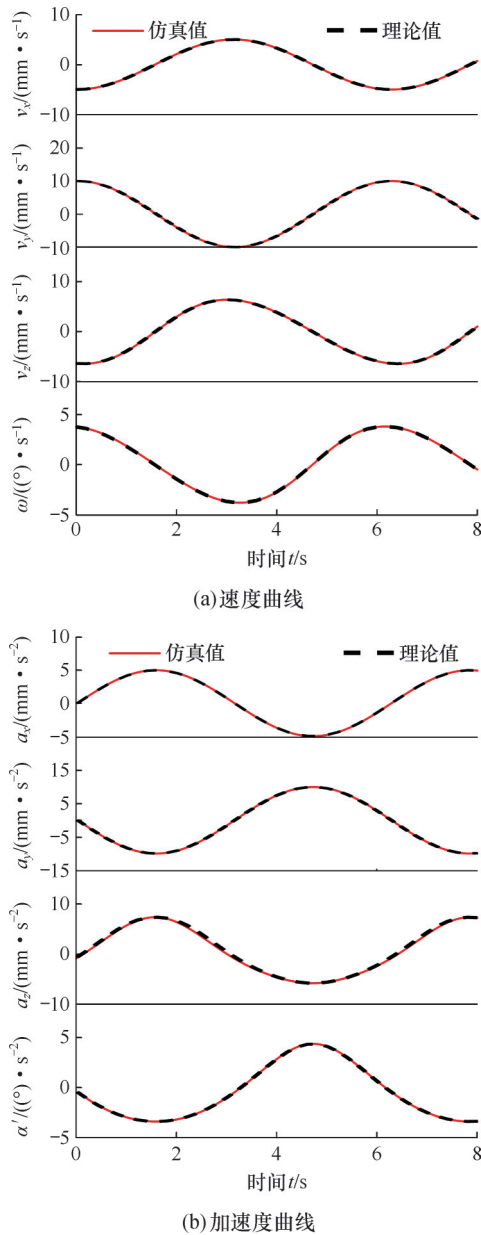 仿真值 理论值
10
0
−10
vₓ/(mm·s⁻¹)
20
10
0
−10
vᵧ/(mm·s⁻¹)
10
0
−10
v_z/(mm·s⁻¹)
5
0
−5
ω/((°)·s⁻¹)
0 2 4 6 8
时间t/s
(a)速度曲线
仿真值 理论值
10
5
0
−5
aₓ/(mm·s⁻²)
15
5
−5
−15
aᵧ/(mm·s⁻²)
10
0
−10
a_z/(mm·s⁻²)
5
0
−5
α′/((°)·s⁻²)
0 2 4 6 8
时间t/s
(b)加速度曲线